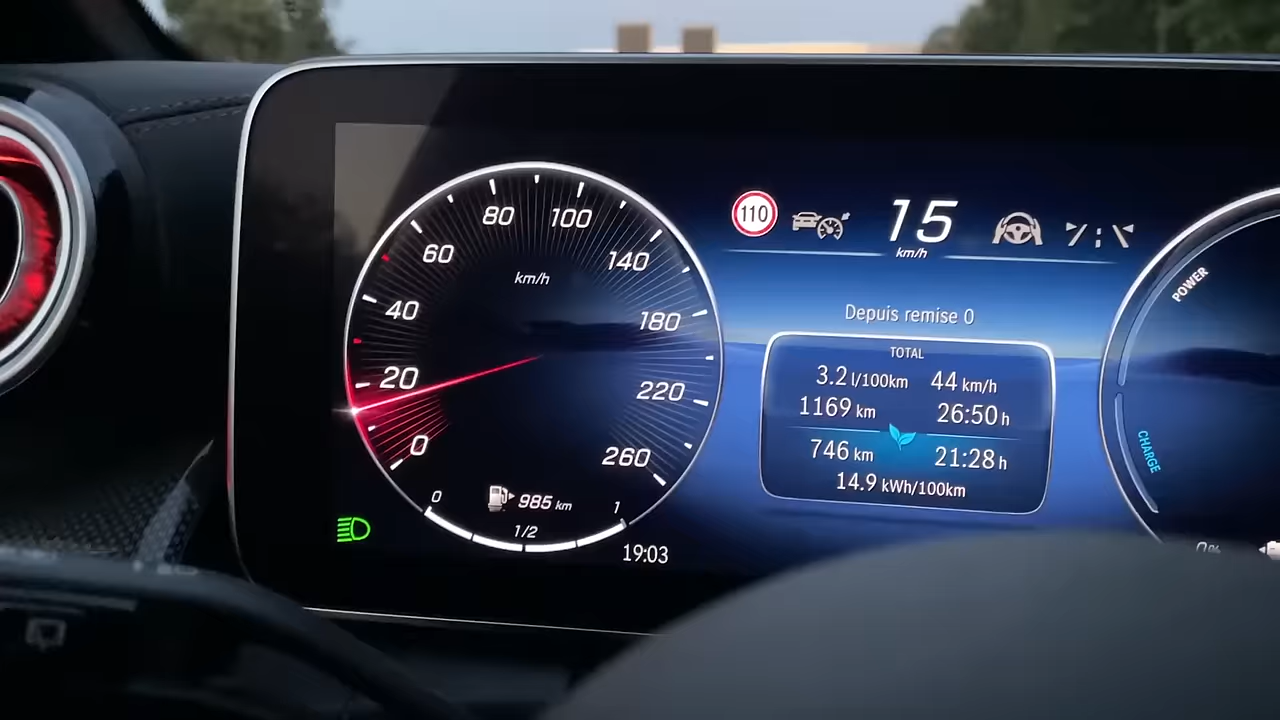 110
15
km/h
80 100
60 140
km/h
40 180
20 220
0 260
985 km
0 1/2 1
19:03
Depuis remise 0
TOTAL
3.2 l/100km 44 km/h
1169 km 26:50 h
746 km 21:28 h
14.9 kWh/100km
POWER
CHARGE
0%